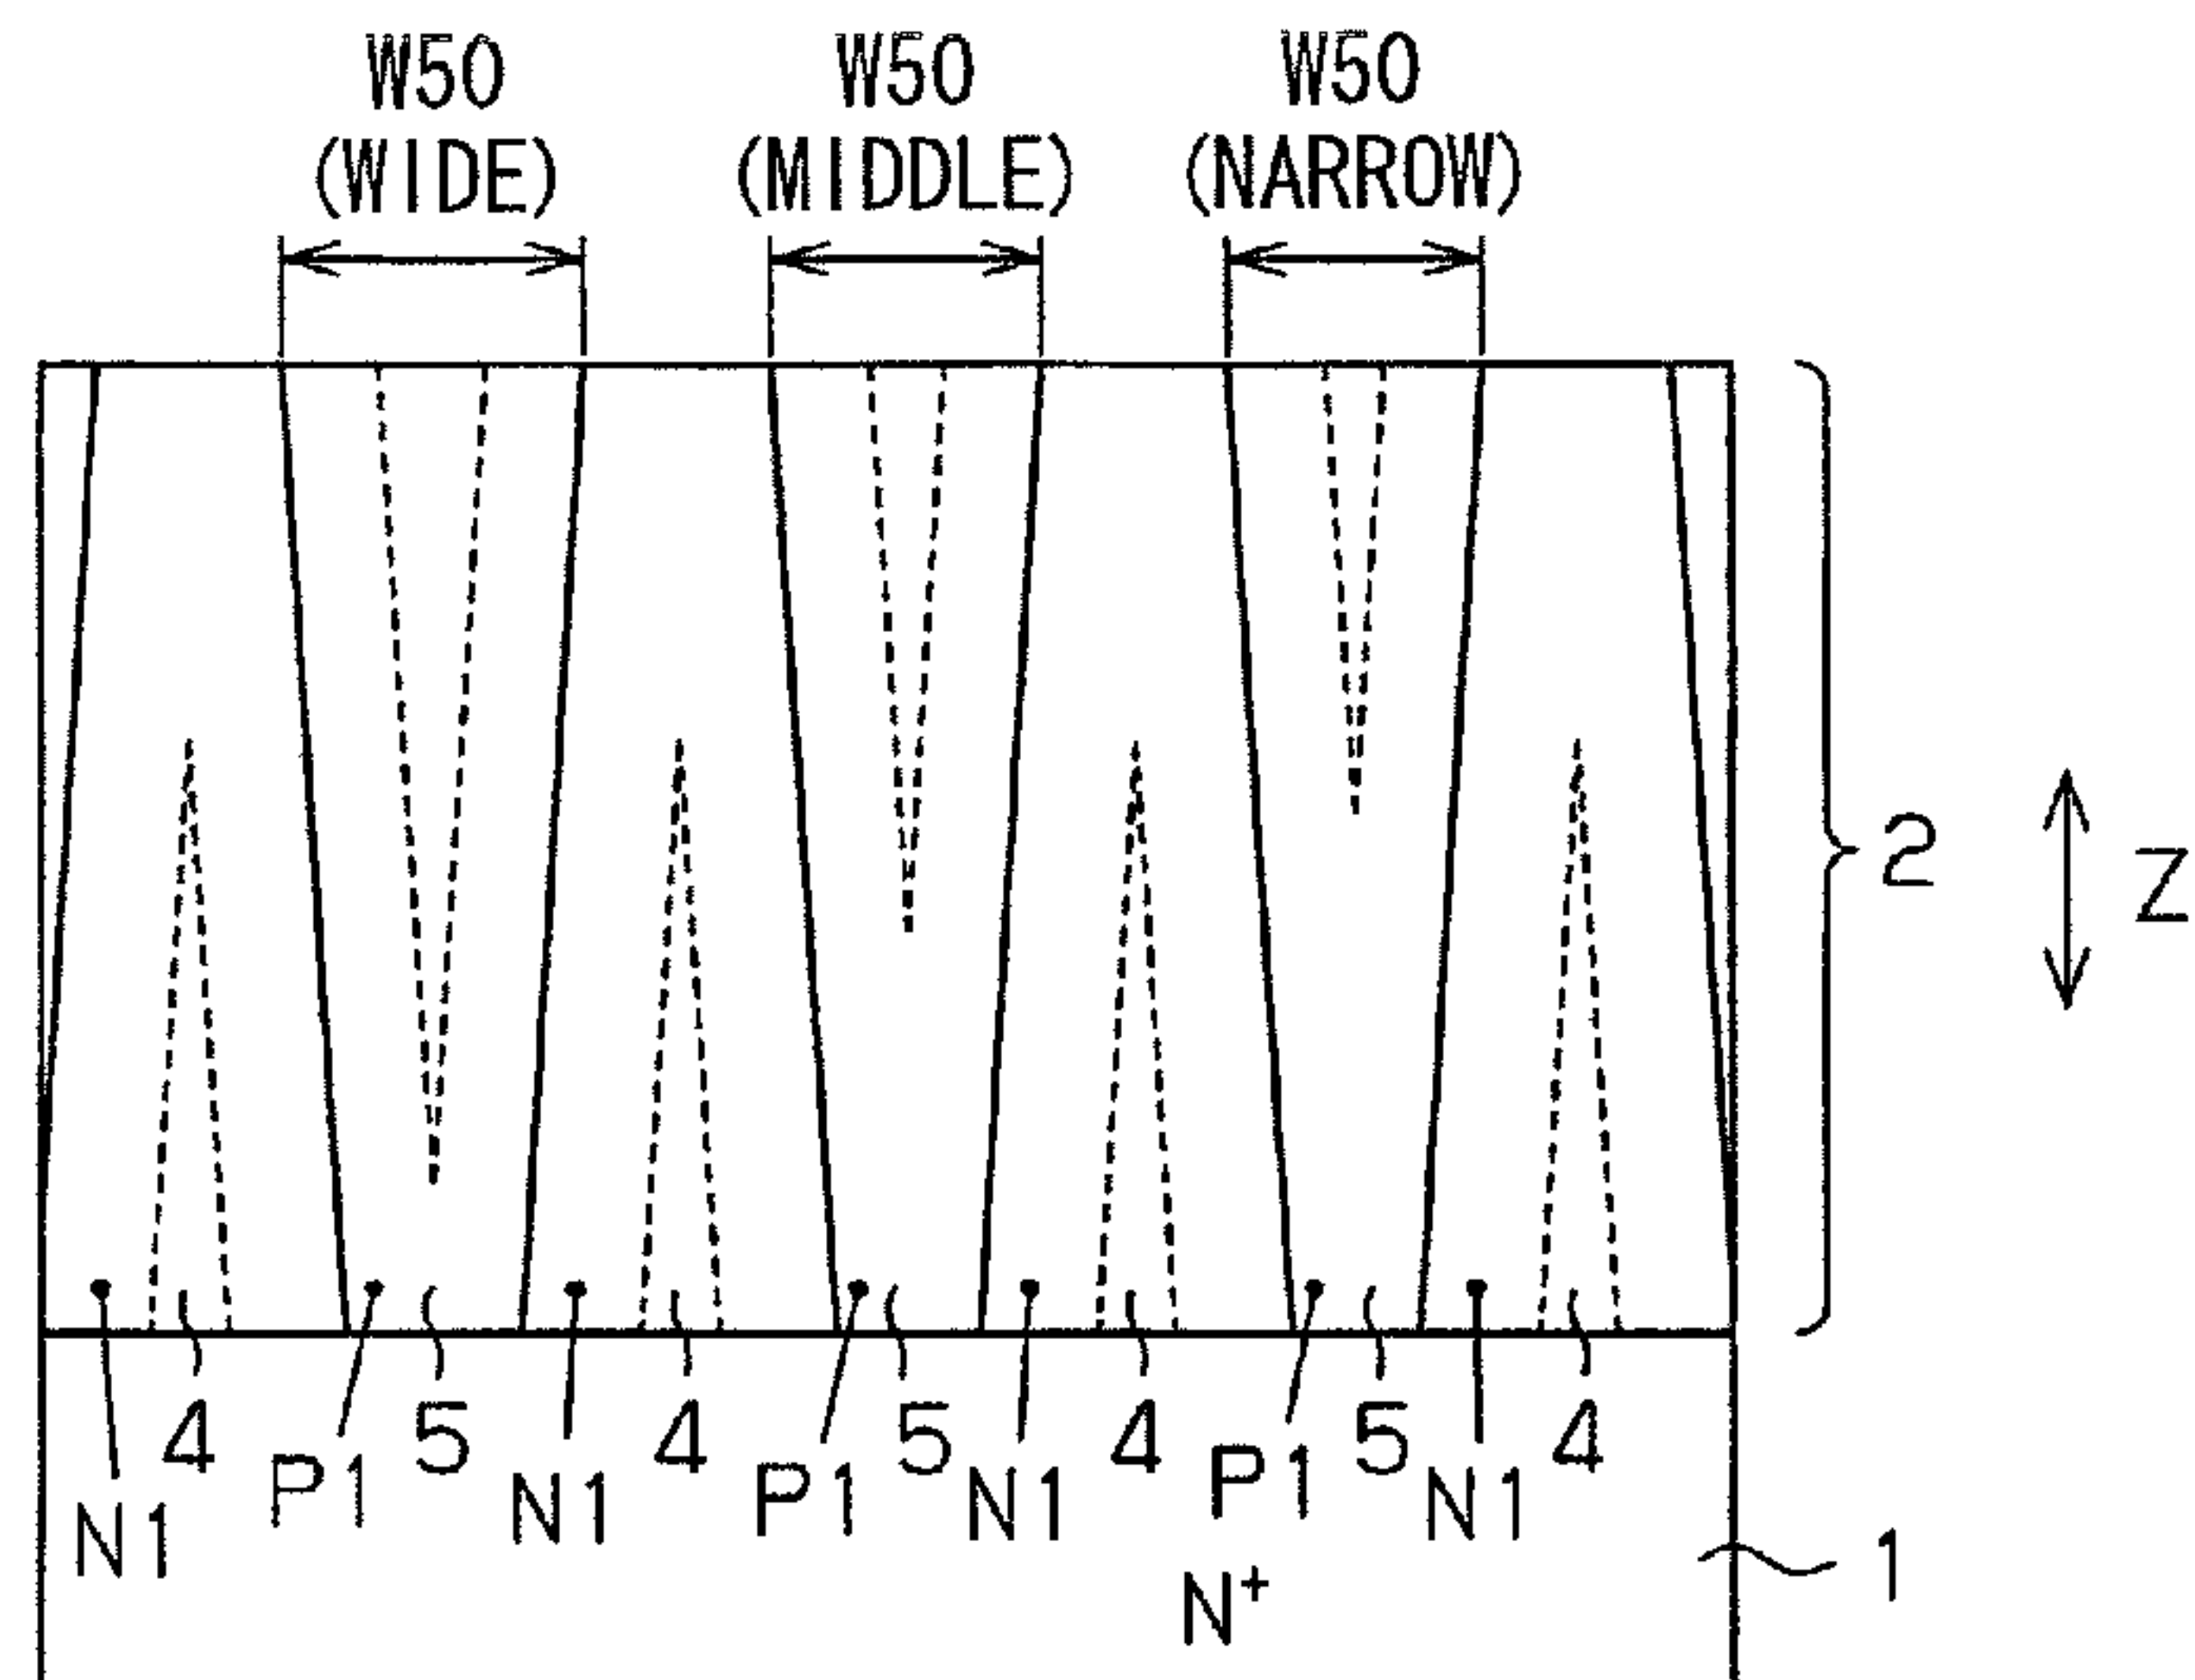 W50 W50 W50
(WIDE) (MIDDLE) (NARROW)
2
Z
4 5 4 5 4 5 4
P1 P1 P1
N1 N1 N1 N1
1
N+